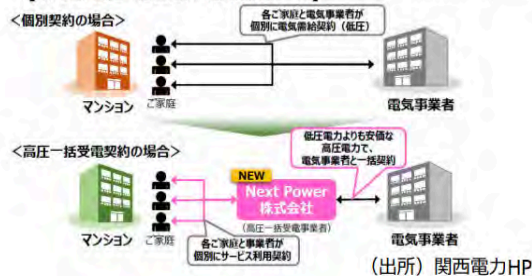 <個別契約の場合>
各ご家庭と電気事業者が
個別に電気需給契約（低圧）
マンション
ご家庭
電気事業者
<高圧一括受電契約の場合>
低圧電力よりも安価な
高圧電力で、
電気事業者と一括契約
NEW
Next Power
株式会社
（高圧一括受電事業者）
マンション
ご家庭
各ご家庭と事業者が
個別にサービス利用契約
電気事業者
（出所）関西電力HP